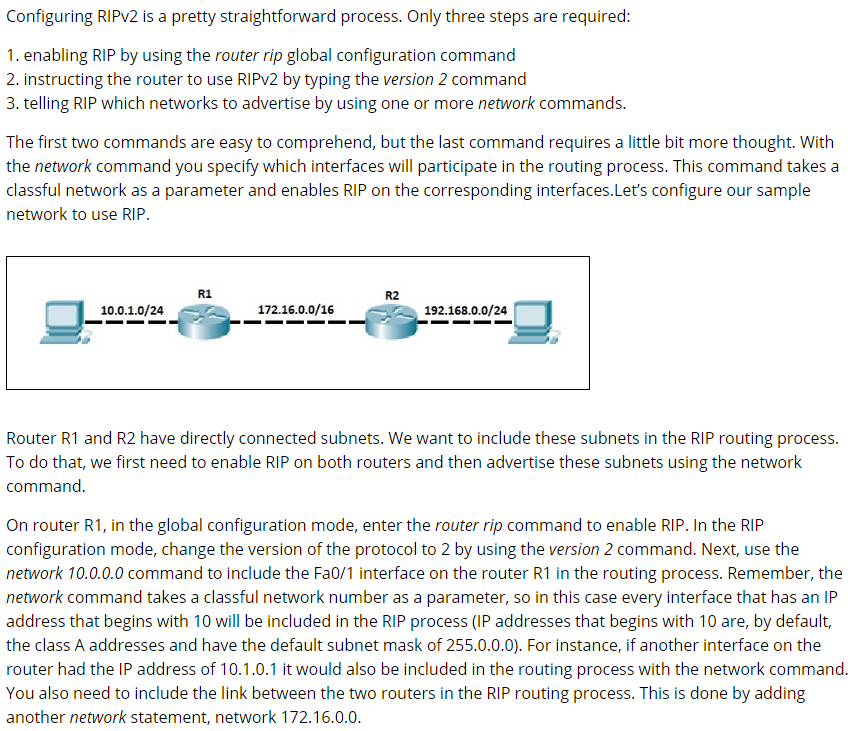 Configuring RIPv2 is a pretty straightforward process. Only three steps are required:
1. enabling RIP by using the router rip global configuration command
2. instructing the router to use RIPv2 by typing the version 2 command
3. telling RIP which networks to advertise by using one or more network commands.
The first two commands are easy to comprehend, but the last command requires a little bit more thought. With
the network command you specify which interfaces will participate in the routing process. This command takes a
classful network as a parameter and enables RIP on the corresponding interfaces.Let’s configure our sample
network to use RIP.
R1
R2
10.0.1.0/24
172.16.0.0/16
192.168.0.0/24
Router R1 and R2 have directly connected subnets. We want to include these subnets in the RIP routing process.
To do that, we first need to enable RIP on both routers and then advertise these subnets using the network
command.
On router R1, in the global configuration mode, enter the router rip command to enable RIP. In the RIP
configuration mode, change the version of the protocol to 2 by using the version 2 command. Next, use the
network 10.0.0.0 command to include the Fa0/1 interface on the router R1 in the routing process. Remember, the
network command takes a classful network number as a parameter, so in this case every interface that has an IP
address that begins with 10 will be included in the RIP process (IP addresses that begins with 10 are, by default,
the class A addresses and have the default subnet mask of 255.0.0.0). For instance, if another interface on the
router had the IP address of 10.1.0.1 it would also be included in the routing process with the network command.
You also need to include the link between the two routers in the RIP routing process. This is done by adding
another network statement, network 172.16.0.0.